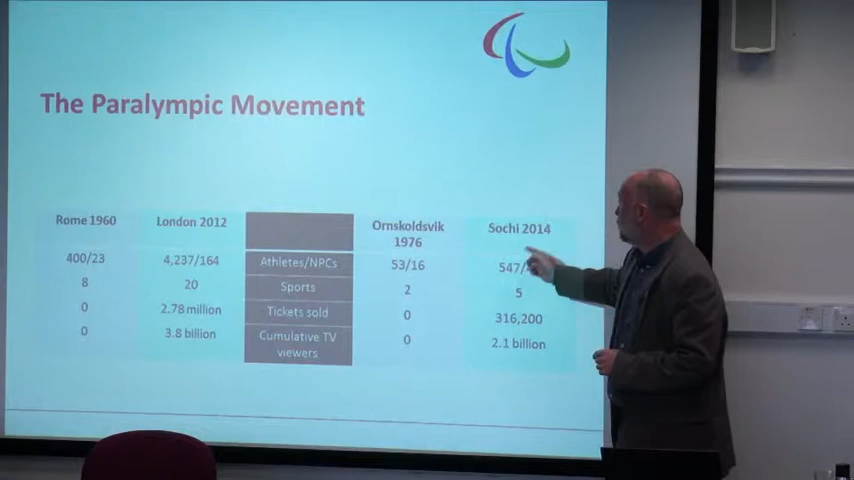 The Paralympic Movement
Rome 1960 London 2012 Ornskoldsvik 1976 Sochi 2014
400/23 4,237/164 Athletes/NPCs 53/16 547/4
8 20 Sports 2 5
0 2.78 million Tickets sold 0 316,200
0 3.8 billion Cumulative TV viewers 0 2.1 billion